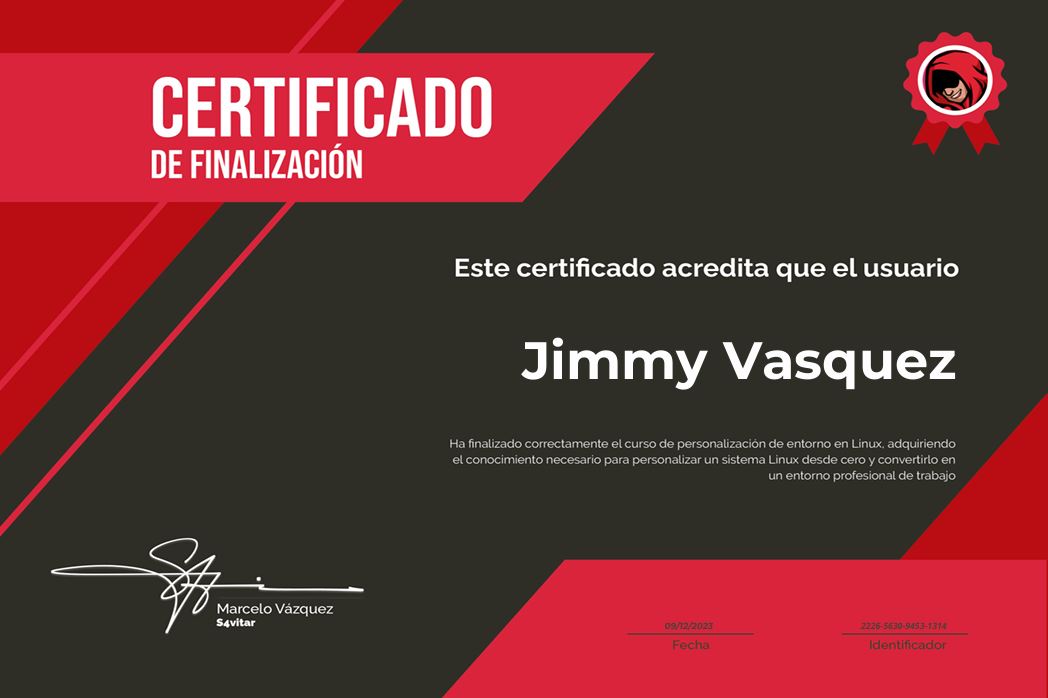 CERTIFICADO
DE FINALIZACIÓN
Este certificado acredita que el usuario
Jimmy Vasquez
Ha finalizado correctamente el curso de personalización de entorno en Linux, adquiriendo
el conocimiento necesario para personalizar un sistema Linux desde cero y convertirlo en
un entorno profesional de trabajo
Marcelo Vázquez
S4vitar
09/12/2023
Fecha
2226-5630-9453-1314
Identificador